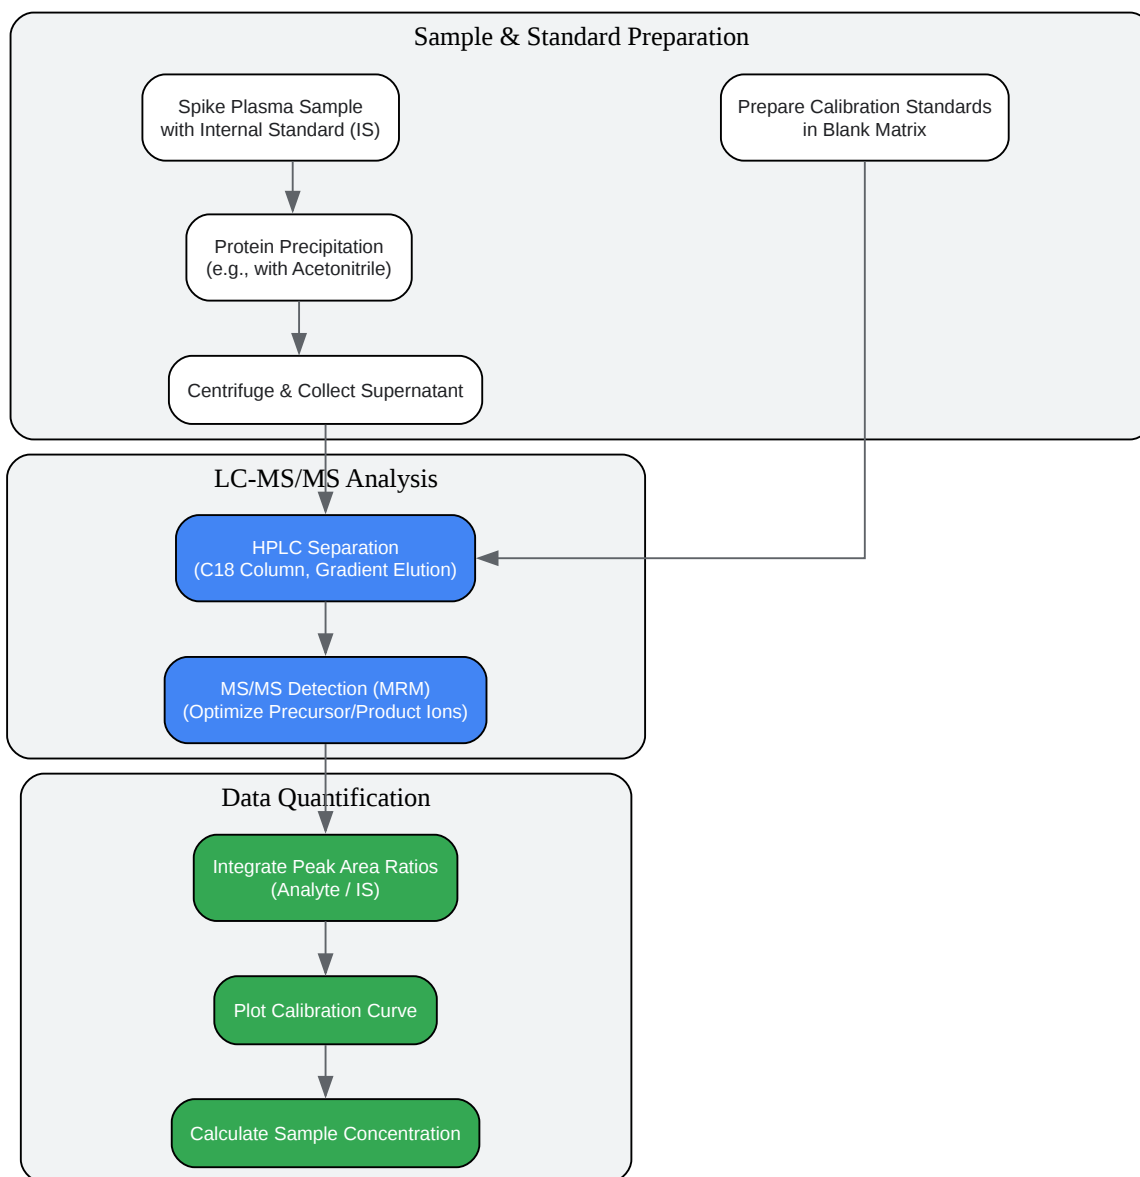 Sample & Standard Preparation
Spike Plasma Sample
with Internal Standard (IS)
Prepare Calibration Standards
in Blank Matrix
Protein Precipitation
(e.g., with Acetonitrile)
Centrifuge & Collect Supernatant
LC-MS/MS Analysis
HPLC Separation
(C18 Column, Gradient Elution)
MS/MS Detection (MRM)
(Optimize Precursor/Product Ions)
Data Quantification
Integrate Peak Area Ratios
(Analyte / IS)
Plot Calibration Curve
Calculate Sample Concentration